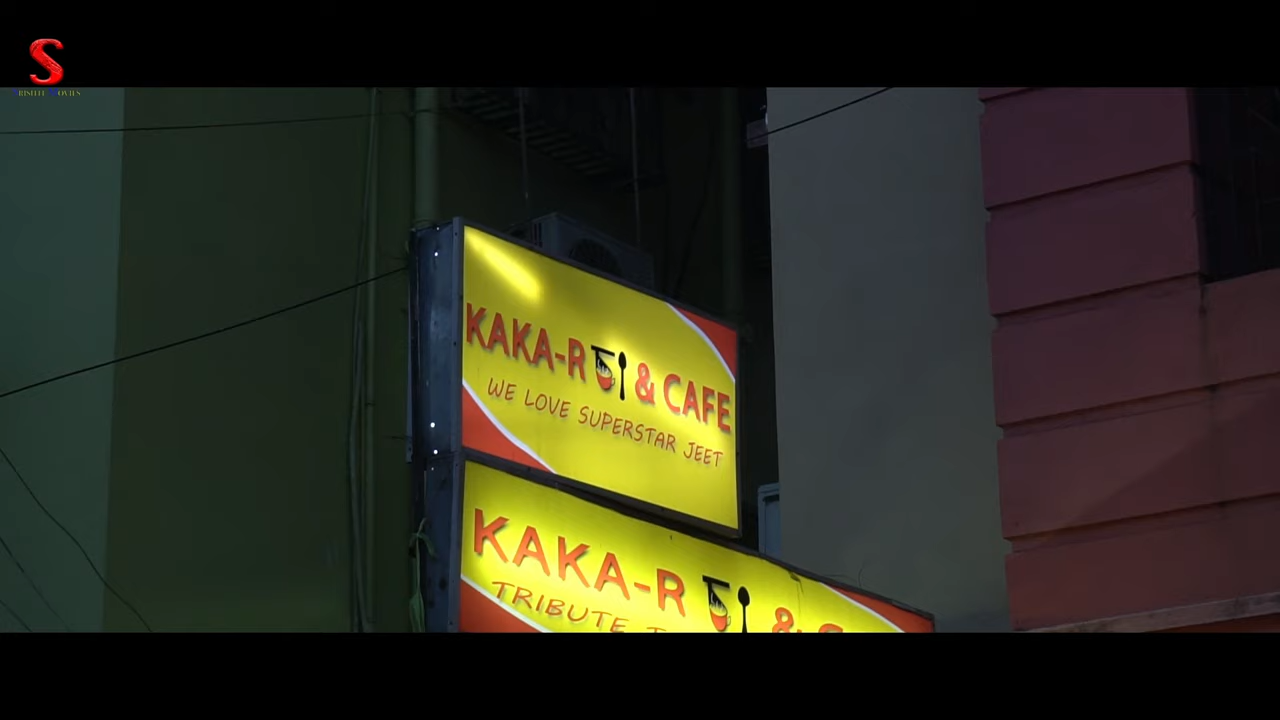 S
KAKA-R চা & CAFE
WE LOVE SUPERSTAR JEET
KAKA-R চা &
TRIBUTE